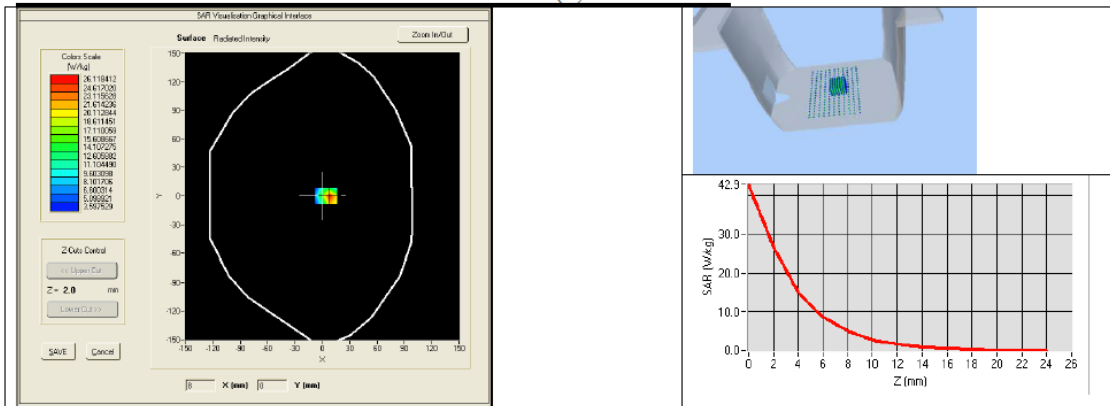 SAR Visualisation Graphical Interface
Surface Radiated Intensity
Zoom In/Out
Colors Scale
(W/kg)
26.118412
24.617020
23.115628
21.614236
20.112844
18.611451
17.110059
15.608667
14.107275
12.605882
11.104490
9.603098
8.101706
6.600314
5.098921
3.597529
150
120
90
60
30
0
-30
-60
-90
-120
-150
Y
-150 -120 -90 -60 -30 0 30 60 90 120 150
X
Z-Cuts Control
<< Upper Cut
Z = 2.0 mm
Lower Cut >>
SAVE Cancel
8 X (mm) 0 Y (mm)
42.9
30.0
20.0
10.0
0.0
SAR (W/kg)
0 2 4 6 8 10 12 14 16 18 20 22 24 26
Z (mm)